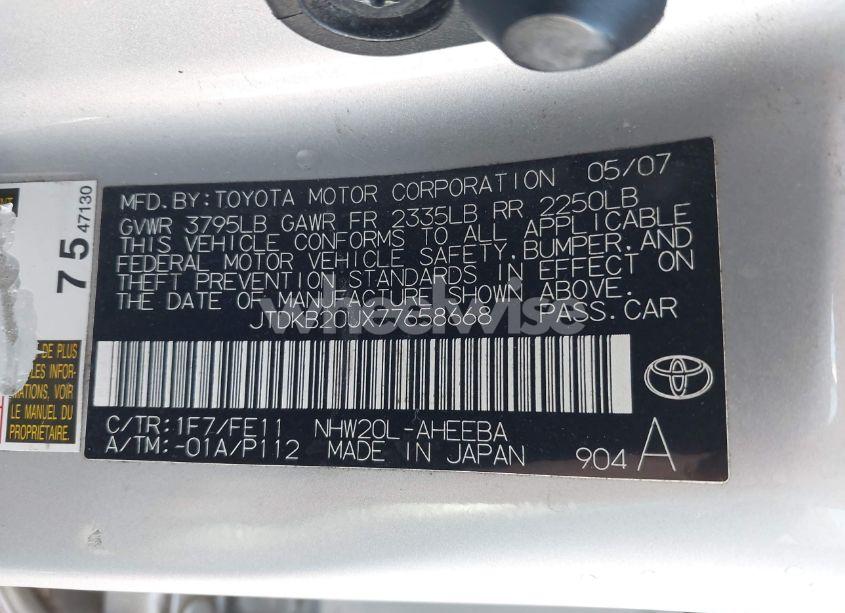 MFD. BY: TOYOTA MOTOR CORPORATION 05/07
GVWR 3795LB GAWR FR 2335LB RR 2250LB
THIS VEHICLE CONFORMS TO ALL APPLICABLE
FEDERAL MOTOR VEHICLE SAFETY, BUMPER, AND
THEFT PREVENTION STANDARDS IN EFFECT ON
THE DATE OF MANUFACTURE SHOWN ABOVE.
JTDKB20UX77658668 PASS. CAR
C/TR: 1F7/FE11 NHW20L-AHEEBA
A/TM: -01A/P112 MADE IN JAPAN 904 A
wheelwise
75
47130
DE PLUS
LES INFOR-
MATIONS, VOIR
LE MANUEL DU
PROPRIÉTAIRE.